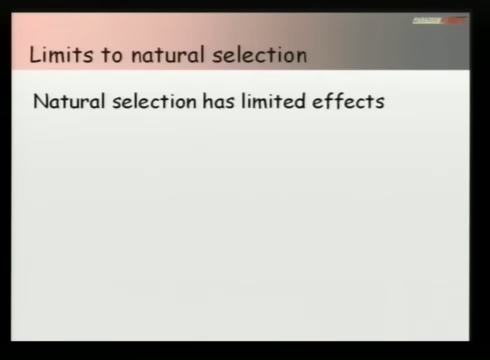 Limits to natural selection
Natural selection has limited effects